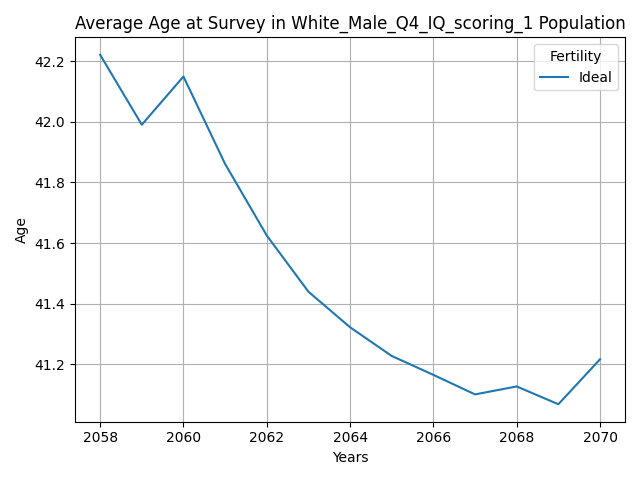 Average Age at Survey in White_Male_Q4_IQ_scoring_1 Population
Fertility
Ideal
42.2
42.0
41.8
41.6
41.4
41.2
Age
2058
2060
2062
2064
2066
2068
2070
Years